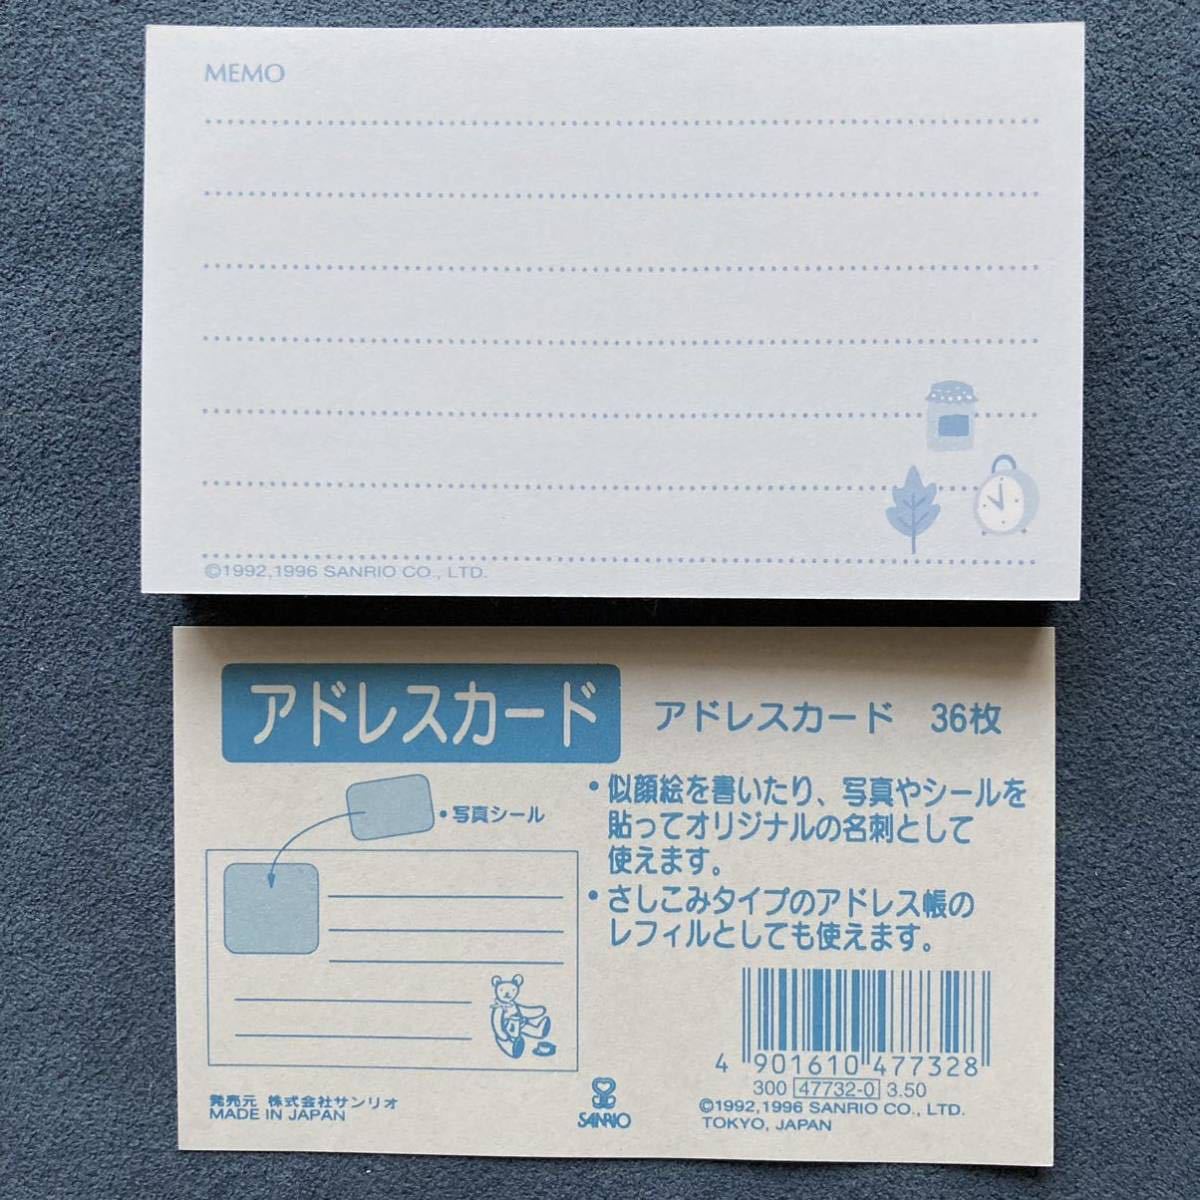 MEMO
©1992,1996 SANRIO CO., LTD.
アドレスカード
アドレスカード 36枚
・写真シール
・似顔絵を書いたり、写真やシールを
貼ってオリジナルの名刺として
使えます。
・さしこみタイプのアドレス帳の
レフィルとしても使えます。
4 901610 477328
300 47732-0 3.50
発売元 株式会社サンリオ
MADE IN JAPAN
SANRIO
©1992,1996 SANRIO CO., LTD.
TOKYO, JAPAN